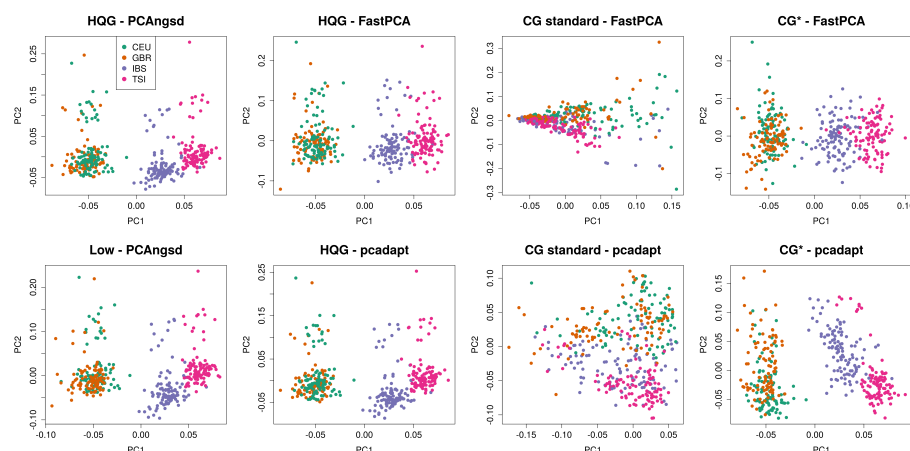 HQG - PCAngsd
HQG - FastPCA
CG standard - FastPCA
CG* - FastPCA
CEU
GBR
IBS
TSI
PC2
0.25
0.15
0.05
-0.05
-0.05
0.00
0.05
PC1
PC2
0.2
0.1
0.0
-0.1
-0.05
0.00
0.05
PC1
PC2
0.3
0.2
0.1
0.0
-0.1
-0.2
-0.3
-0.05
0.00
0.05
0.10
0.15
PC1
PC2
0.2
0.1
0.0
-0.1
-0.05
0.00
0.05
PC1
Low - PCAngsd
HQG - pcadapt
CG standard - pcadapt
CG* - pcadapt
PC2
0.20
0.10
0.00
-0.10
-0.10
-0.05
0.00
0.05
PC2
0.25
0.15
0.05
-0.05
-0.05
0.00
0.05
PC2
0.10
0.05
0.00
-0.05
-0.10
-0.15
-0.10
-0.05
0.00
0.05
PC2
0.15
0.10
0.05
0.00
-0.05
-0.05
0.00
0.05